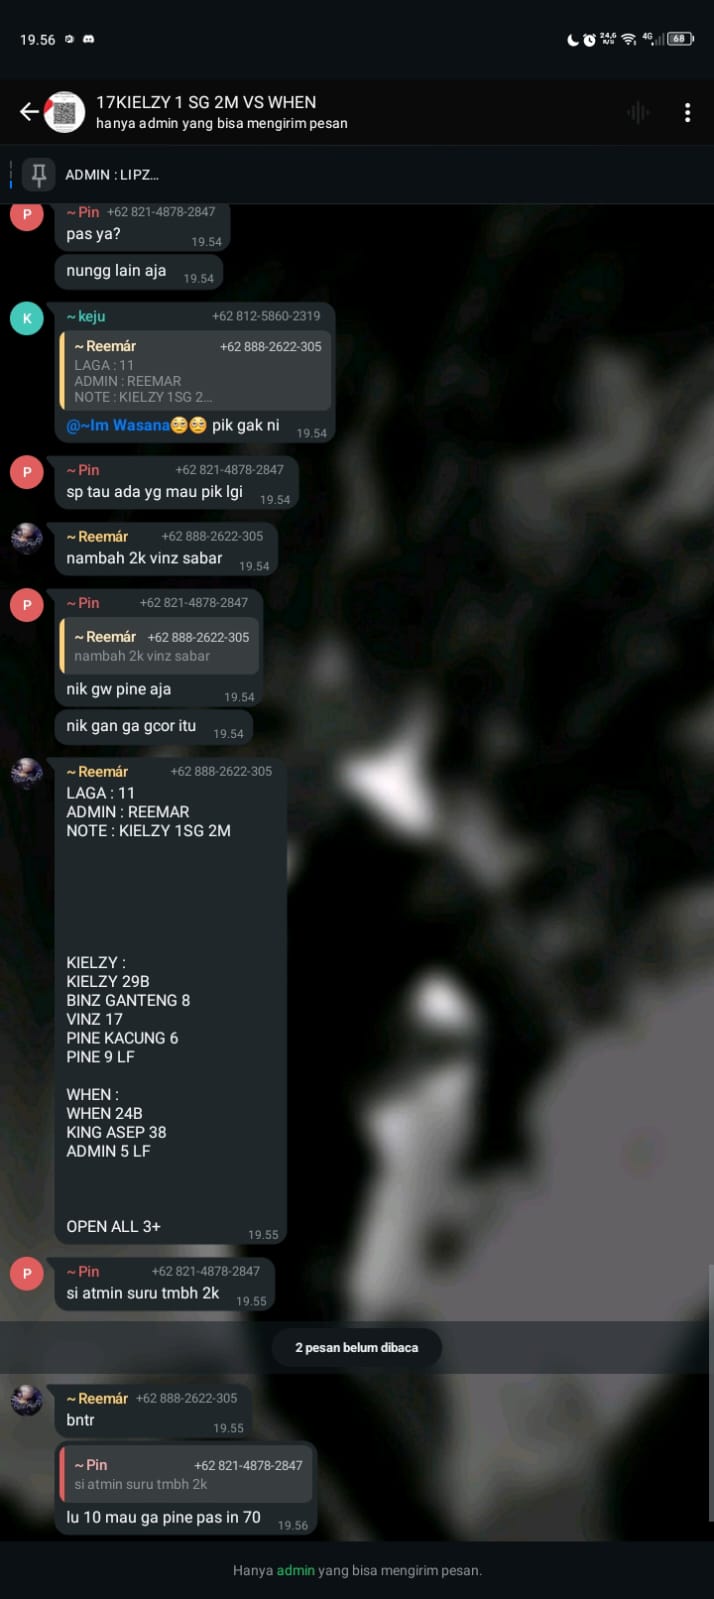 19.56
24,6
K/S
4G
68
17KIELZY 1 SG 2M VS WHEN
hanya admin yang bisa mengirim pesan
ADMIN : LIPZ...
P
~ Pin +62 821-4878-2847
pas ya?
19.54
nungg lain aja
19.54
K
~ keju +62 812-5860-2319
~ Reemár +62 888-2622-305
LAGA : 11
ADMIN : REEMAR
NOTE : KIELZY 1SG 2...
@~Im Wasana🥺🥺 pik gak ni
19.54
P
~ Pin +62 821-4878-2847
sp tau ada yg mau pik lgi
19.54
~ Reemár +62 888-2622-305
nambah 2k vinz sabar
19.54
P
~ Pin +62 821-4878-2847
~ Reemár +62 888-2622-305
nambah 2k vinz sabar
nik gw pine aja
19.54
nik gan ga gcor itu
19.54
~ Reemár +62 888-2622-305
LAGA : 11
ADMIN : REEMAR
NOTE : KIELZY 1SG 2M
KIELZY :
KIELZY 29B
BINZ GANTENG 8
VINZ 17
PINE KACUNG 6
PINE 9 LF
WHEN :
WHEN 24B
KING ASEP 38
ADMIN 5 LF
OPEN ALL 3+
19.55
P
~ Pin +62 821-4878-2847
si atmin suru tmbh 2k
19.55
2 pesan belum dibaca
~ Reemár +62 888-2622-305
bntr
19.55
~ Pin +62 821-4878-2847
si atmin suru tmbh 2k
lu 10 mau ga pine pas in 70
19.56
Hanya admin yang bisa mengirim pesan.